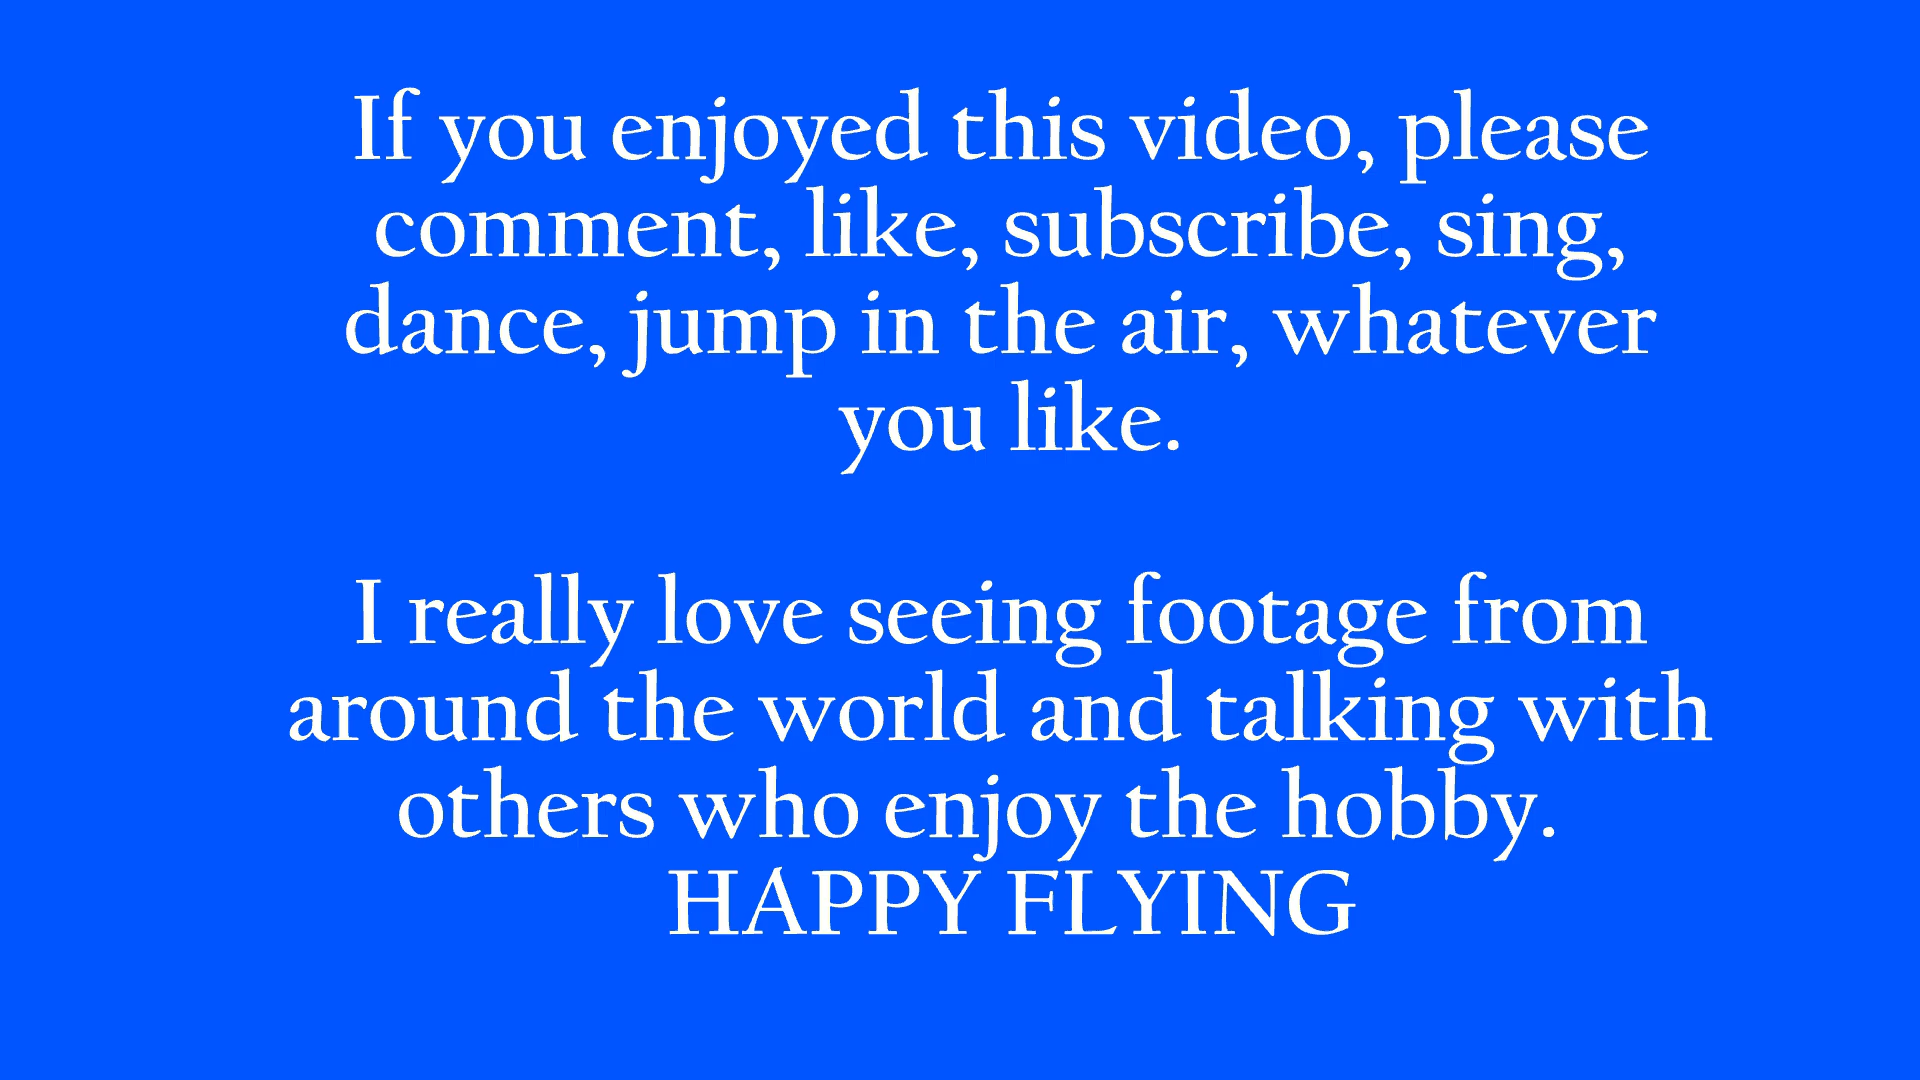 If you enjoyed this video, please
comment, like, subscribe, sing,
dance, jump in the air, whatever
you like.
I really love seeing footage from
around the world and talking with
others who enjoy the hobby.
HAPPY FLYING